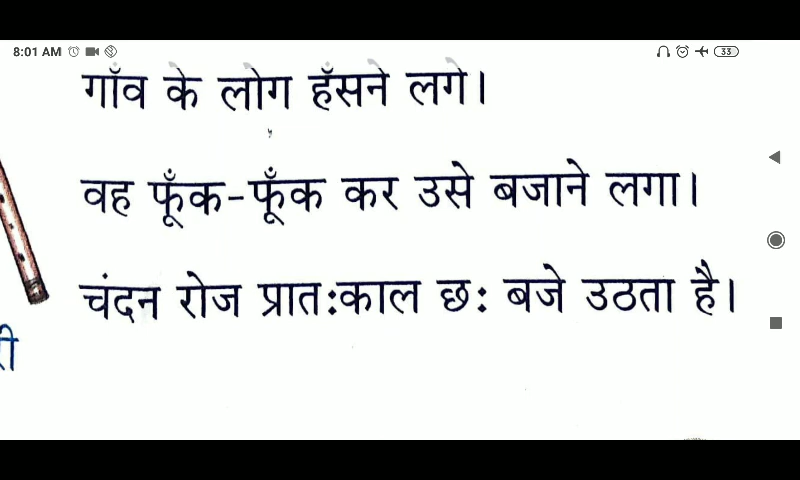 8:01 AM
33
गाँव के लोग हँसने लगे।
वह फूँक-फूँक कर उसे बजाने लगा।
चंदन रोज प्रात:काल छ: बजे उठता है।